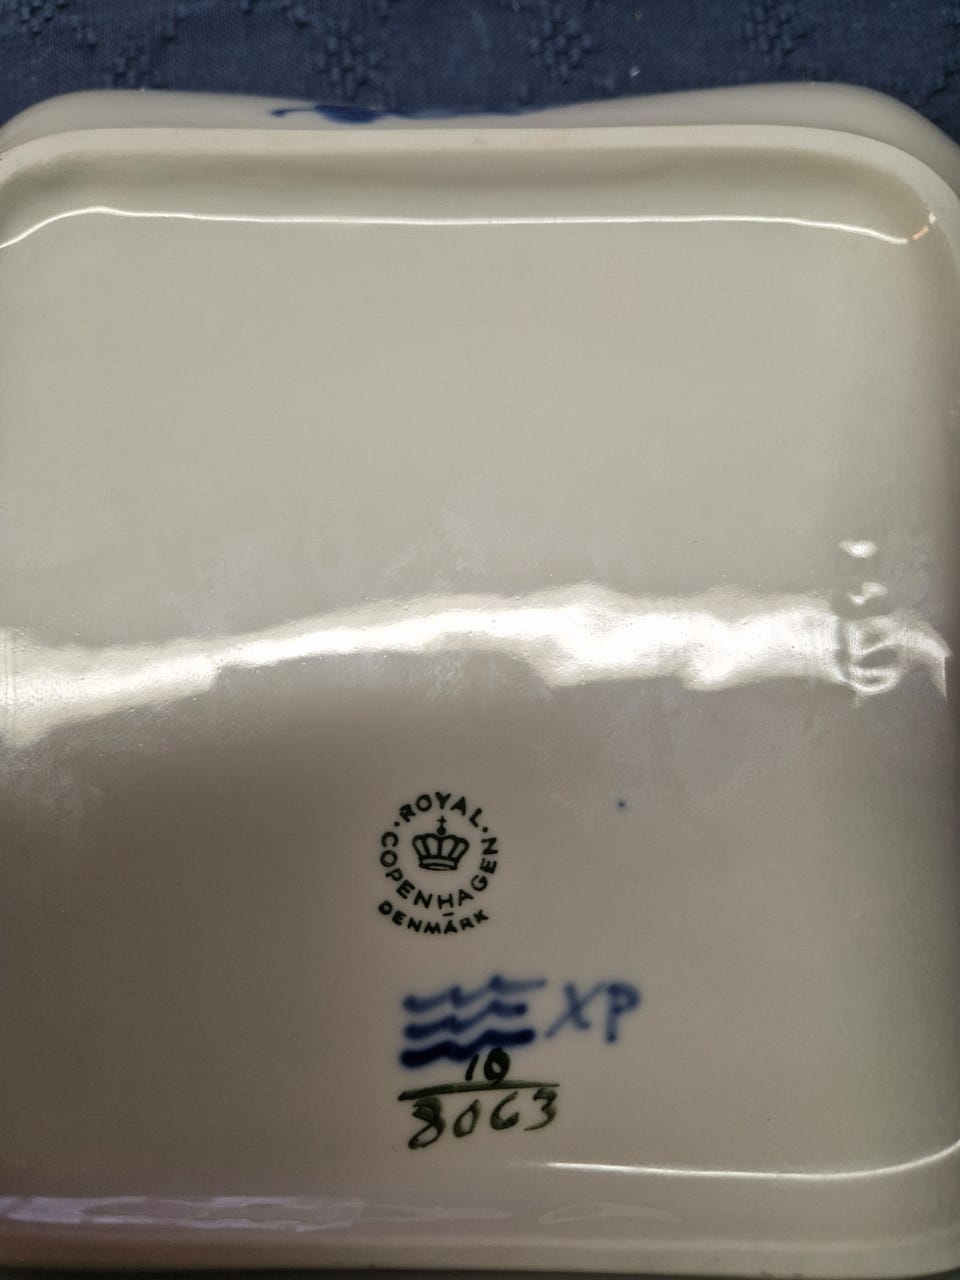 ROYAL
COPENHAGEN
DENMARK
XP
10
8063